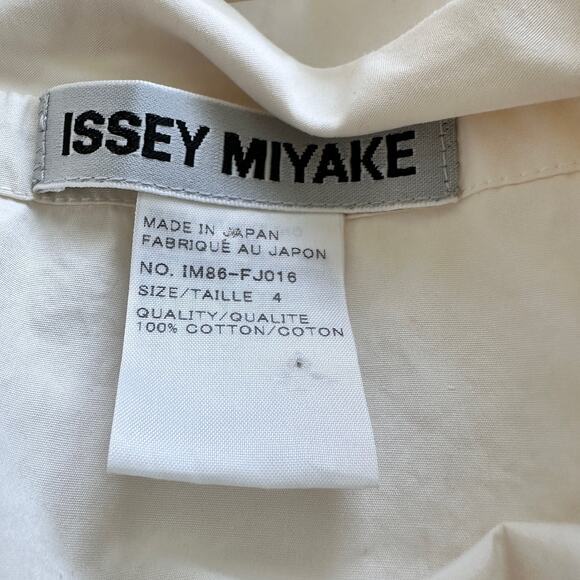 ISSEY MIYAKE
MADE IN JAPAN
FABRIQUÉ AU JAPON
NO. IM86-FJ016
SIZE/TAILLE 4
QUALITY/QUALITE
100% COTTON/COTON